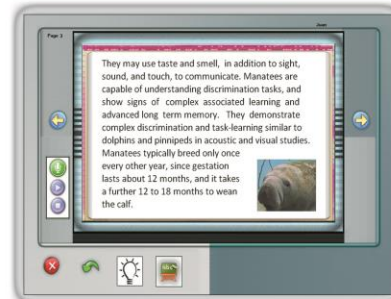 Page 2
They may use taste and smell, in addition to sight,
sound, and touch, to communicate. Manatees are
capable of understanding discrimination tasks, and
show signs of complex associated learning and
advanced long term memory. They demonstrate
complex discrimination and task-learning similar to
dolphins and pinnipeds in acoustic and visual studies.
Manatees typically breed only once
every other year, since gestation
lasts about 12 months, and it takes
a further 12 to 18 months to wean
the calf.